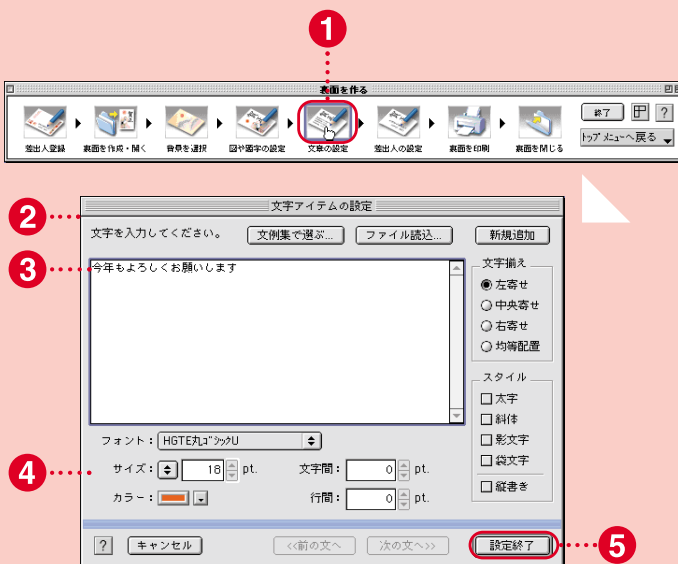 1
表面を作る
差出人登録
裏面を作成・開く
背景を選択
図や題字の設定
文章の設定
差出人の設定
裏面を印刷
裏面を閉じる
終了
?
トップメニューへ戻る
2
文字アイテムの設定
文字を入力してください。
文例集で選ぶ...
ファイル読込...
新規追加
3
今年もよろしくお願いします
文字揃え
左寄せ
中央寄せ
右寄せ
均等配置
スタイル
太字
斜体
影文字
袋文字
縦書き
フォント：HGTE丸ｺﾞｼｯｸU
4
サイズ： 18 pt.
文字間： 0 pt.
カラー：
行間： 0 pt.
?
キャンセル
<<前の文へ
次の文へ>>
設定終了
5